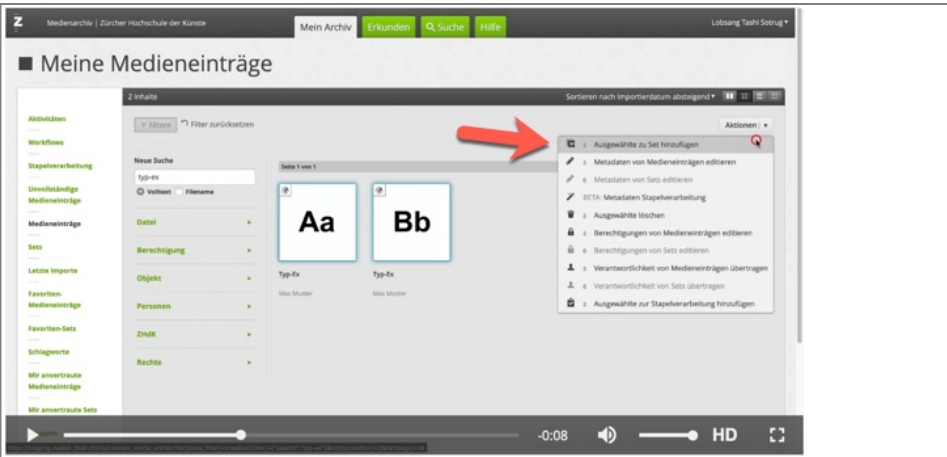 Z Medienarchiv | Zürcher Hochschule der Künste Mein Archiv Erkunden Suche Hilfe Lobsang Tashi Sotrug
Meine Medieneinträge
2 Inhalte Sortieren nach Importierdatum absteigend
Aktivitäten
Workflows
Stapelverarbeitung
Unvollständige
Medieneinträge
Medieneinträge
Sets
Letzte Importe
Favoriten-
Medieneinträge
Favoriten-Sets
Schlagworte
Mir anvertraute
Medieneinträge
Mir anvertraute Sets
Filtern Filter zurücksetzen
Neue Suche
typ-ex
Volltext Filename
Datei
Berechtigung
Objekt
Personen
ZHdK
Rechte
Seite 1 von 1
Aa Bb
Typ-Ex Typ-Ex
Max Muster Max Muster
Aktionen
2 Ausgewählte zu Set hinzufügen
2 Metadaten von Medieneinträgen editieren
0 Metadaten von Sets editieren
BETA: Metadaten Stapelverarbeitung
2 Ausgewählte löschen
2 Berechtigungen von Medieneinträgen editieren
0 Berechtigungen von Sets editieren
2 Verantwortlichkeit von Medieneinträgen übertragen
0 Verantwortlichkeit von Sets übertragen
2 Ausgewählte zur Stapelverarbeitung hinzufügen
-0:08 HD